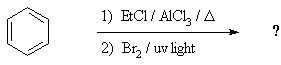 1) EtCl / AlCl₃ / Δ
2) Br₂ / uv light
?